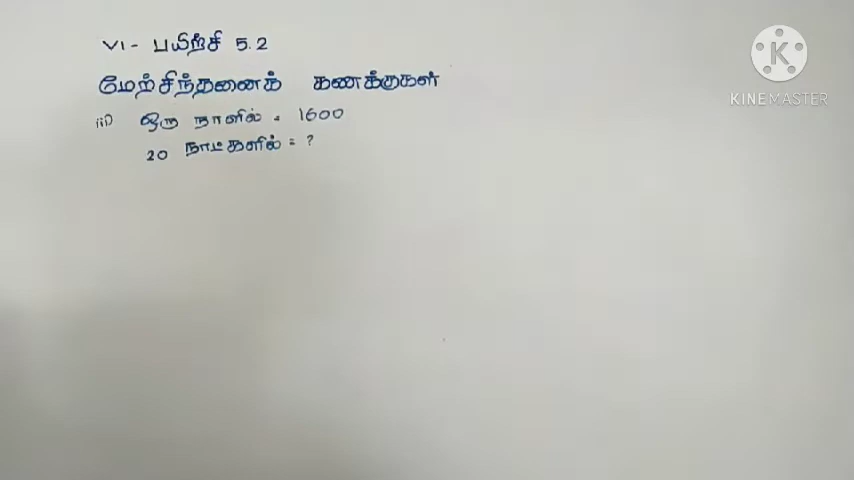 VI - பயிற்சி 5.2
மேற்சிந்தனைக் கணக்குகள்
iii) ஒரு நாளில் = 1600
20 நாட்களில் = ?
KINEMASTER